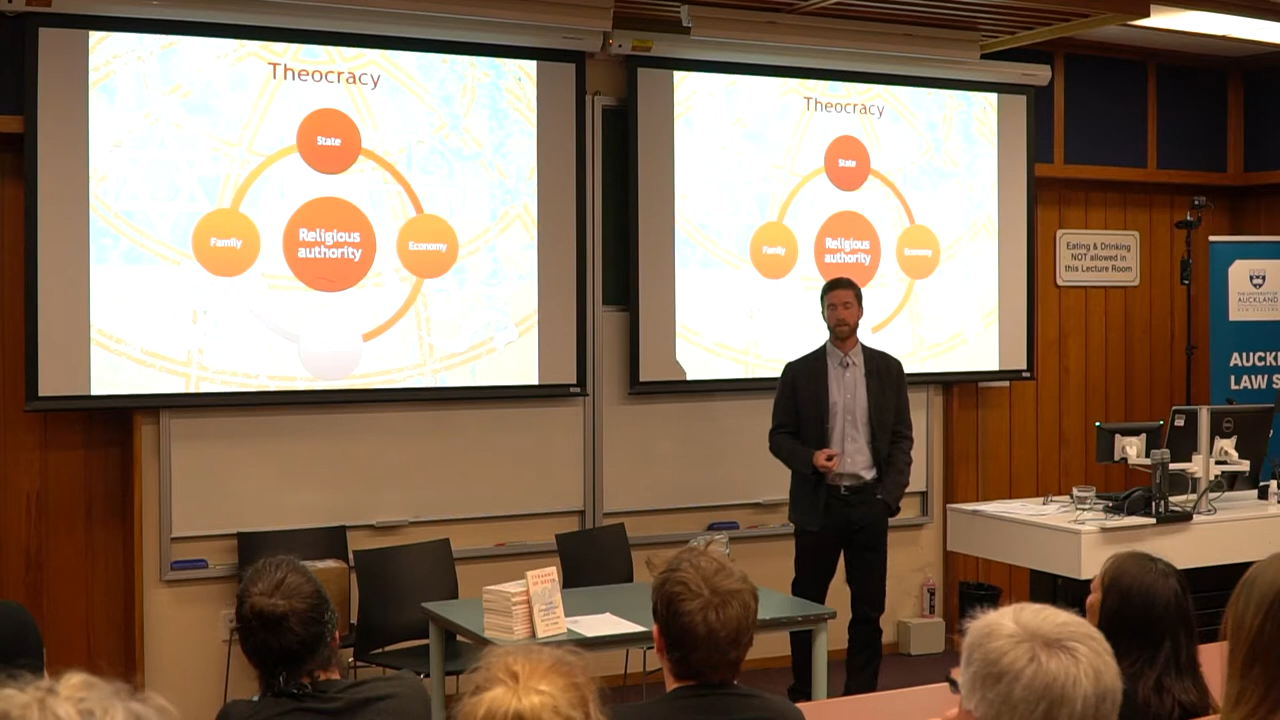 Theocracy
State
Family
Religious
authority
Economy
Theocracy
State
Family
Religious
authority
Economy
Eating & Drinking
NOT allowed in
this Lecture Room
THE UNIVERSITY OF
AUCKLAND
NEW ZEALAND
AUCK
LAW S
TYRANNY
OF GREED